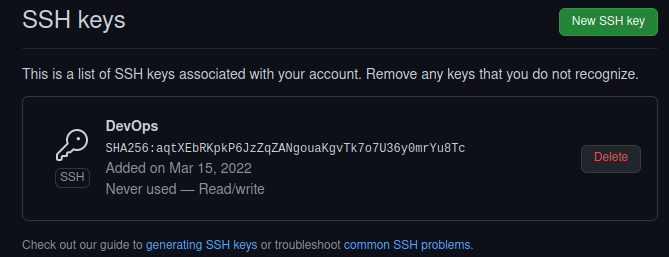 SSH keys
New SSH key
This is a list of SSH keys associated with your account. Remove any keys that you do not recognize.
DevOps
SHA256:aqtXEbRKpkP6JzZqZANgouaKgvTk7o7U36y0mrYu8Tc
Added on Mar 15, 2022
Never used — Read/write
SSH
Delete
Check out our guide to generating SSH keys or troubleshoot common SSH problems.